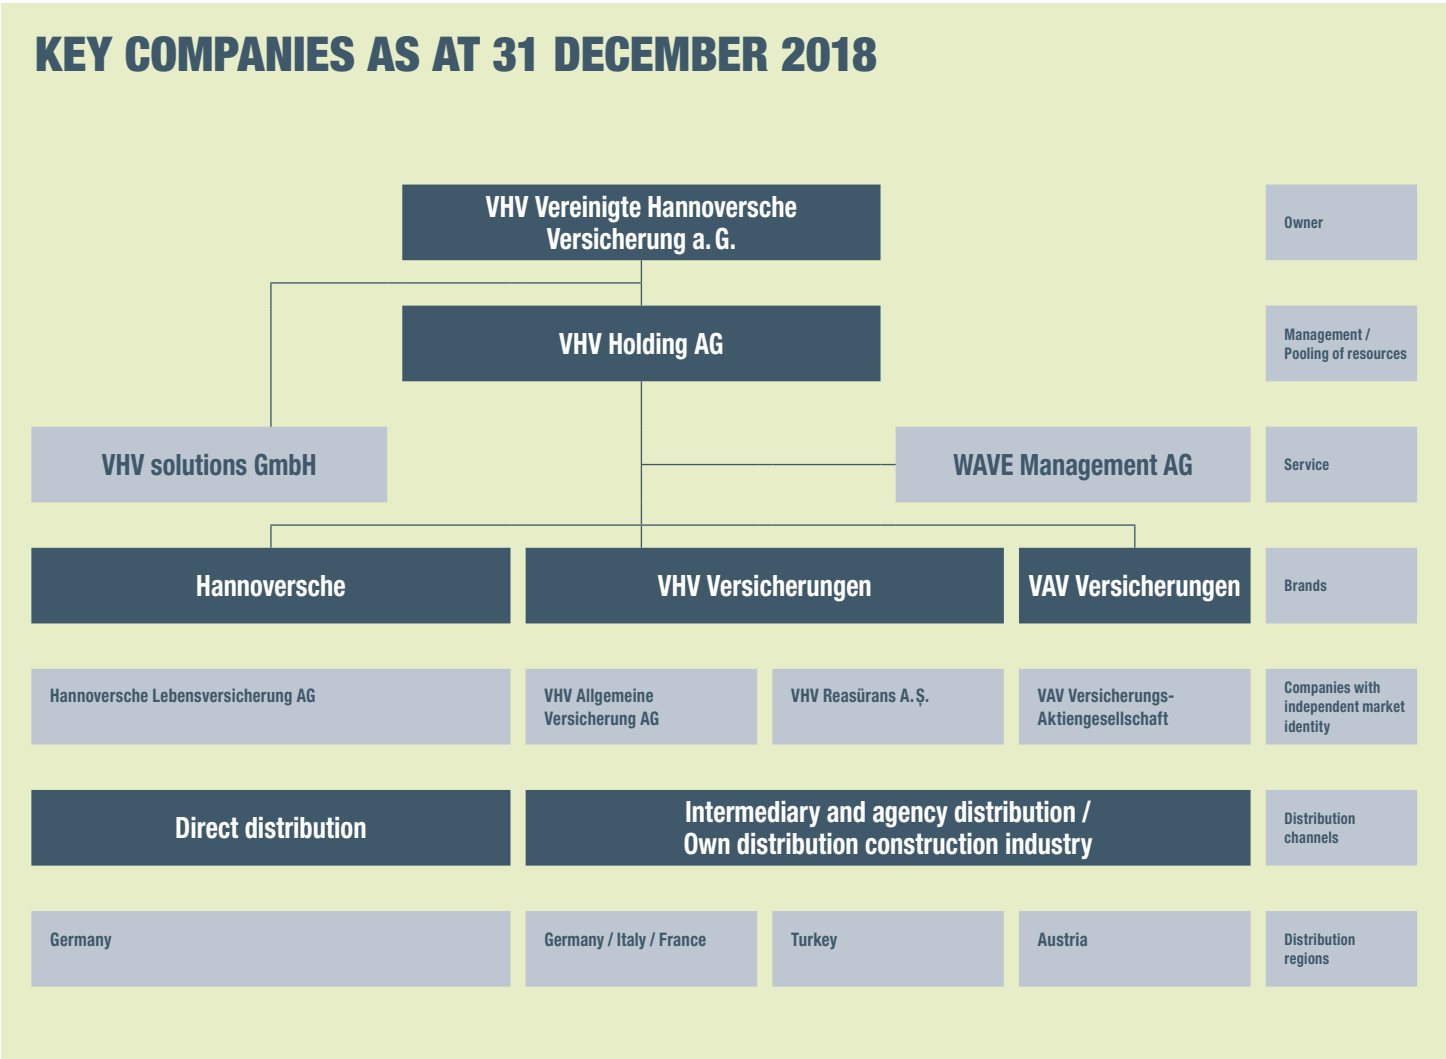 KEY COMPANIES AS AT 31 DECEMBER 2018
VHV Vereinigte Hannoversche
Versicherung a. G.
Owner
VHV Holding AG
Management /
Pooling of resources
VHV solutions GmbH
WAVE Management AG
Service
Hannoversche
VHV Versicherungen
VAV Versicherungen
Brands
Hannoversche Lebensversicherung AG
VHV Allgemeine
Versicherung AG
VHV Reasürans A. Ş.
VAV Versicherungs-
Aktiengesellschaft
Companies with
independent market
identity
Direct distribution
Intermediary and agency distribution /
Own distribution construction industry
Distribution
channels
Germany
Germany / Italy / France
Turkey
Austria
Distribution
regions